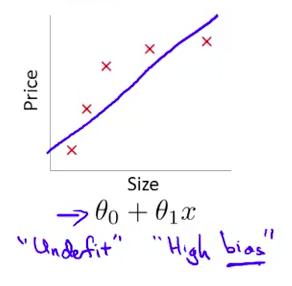 Price
Size
→ θ₀ + θ₁x
"Underfit" "High bias"